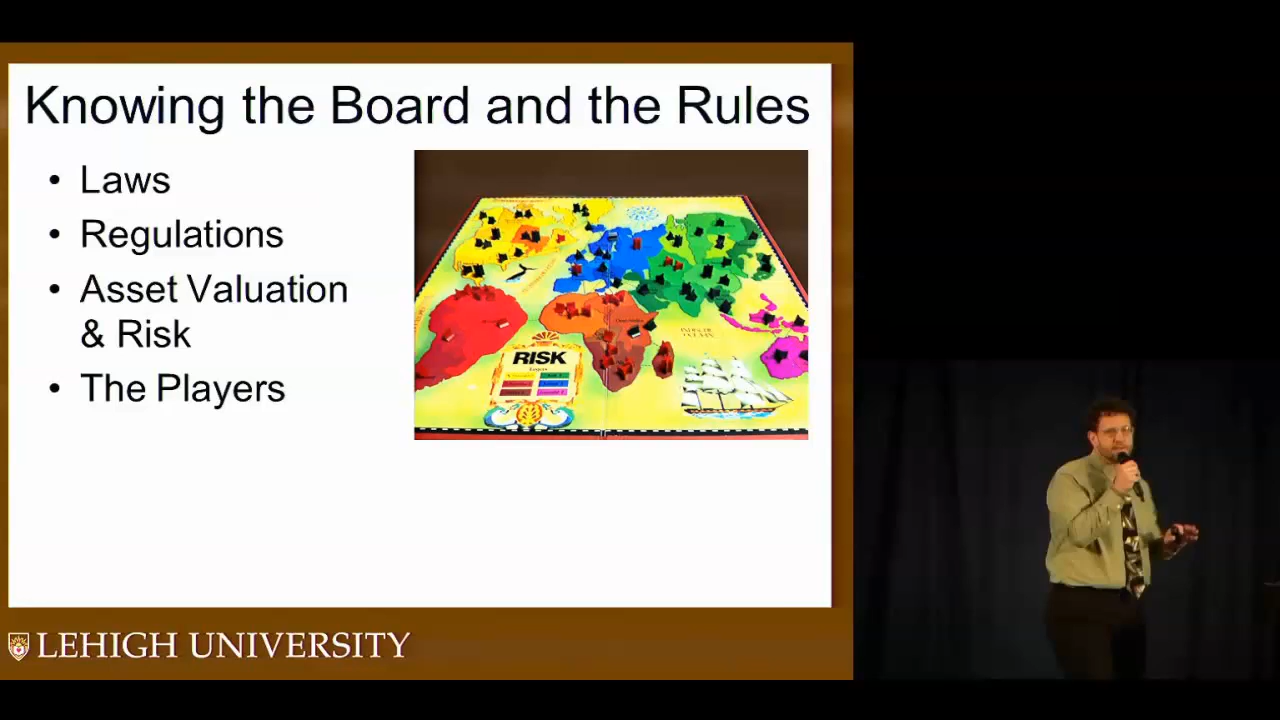 Knowing the Board and the Rules
• Laws
• Regulations
• Asset Valuation
& Risk
• The Players
RISK
LEHIGH UNIVERSITY